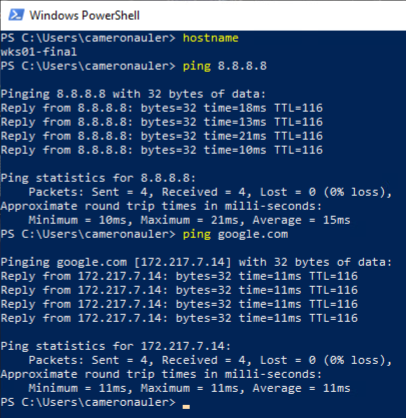 Windows PowerShell
PS C:\Users\cameronauler> hostname
wks01-final
PS C:\Users\cameronauler> ping 8.8.8.8
Pinging 8.8.8.8 with 32 bytes of data:
Reply from 8.8.8.8: bytes=32 time=18ms TTL=116
Reply from 8.8.8.8: bytes=32 time=13ms TTL=116
Reply from 8.8.8.8: bytes=32 time=21ms TTL=116
Reply from 8.8.8.8: bytes=32 time=10ms TTL=116
Ping statistics for 8.8.8.8:
    Packets: Sent = 4, Received = 4, Lost = 0 (0% loss),
Approximate round trip times in milli-seconds:
    Minimum = 10ms, Maximum = 21ms, Average = 15ms
PS C:\Users\cameronauler> ping google.com
Pinging google.com [172.217.7.14] with 32 bytes of data:
Reply from 172.217.7.14: bytes=32 time=11ms TTL=116
Reply from 172.217.7.14: bytes=32 time=11ms TTL=116
Reply from 172.217.7.14: bytes=32 time=11ms TTL=116
Reply from 172.217.7.14: bytes=32 time=11ms TTL=116
Ping statistics for 172.217.7.14:
    Packets: Sent = 4, Received = 4, Lost = 0 (0% loss),
Approximate round trip times in milli-seconds:
    Minimum = 11ms, Maximum = 11ms, Average = 11ms
PS C:\Users\cameronauler> _